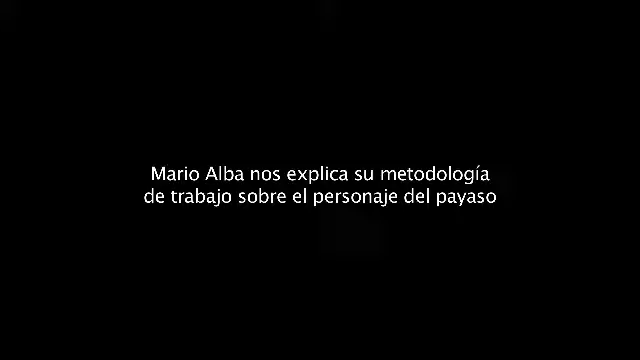 Mario Alba nos explica su metodología
de trabajo sobre el personaje del payaso